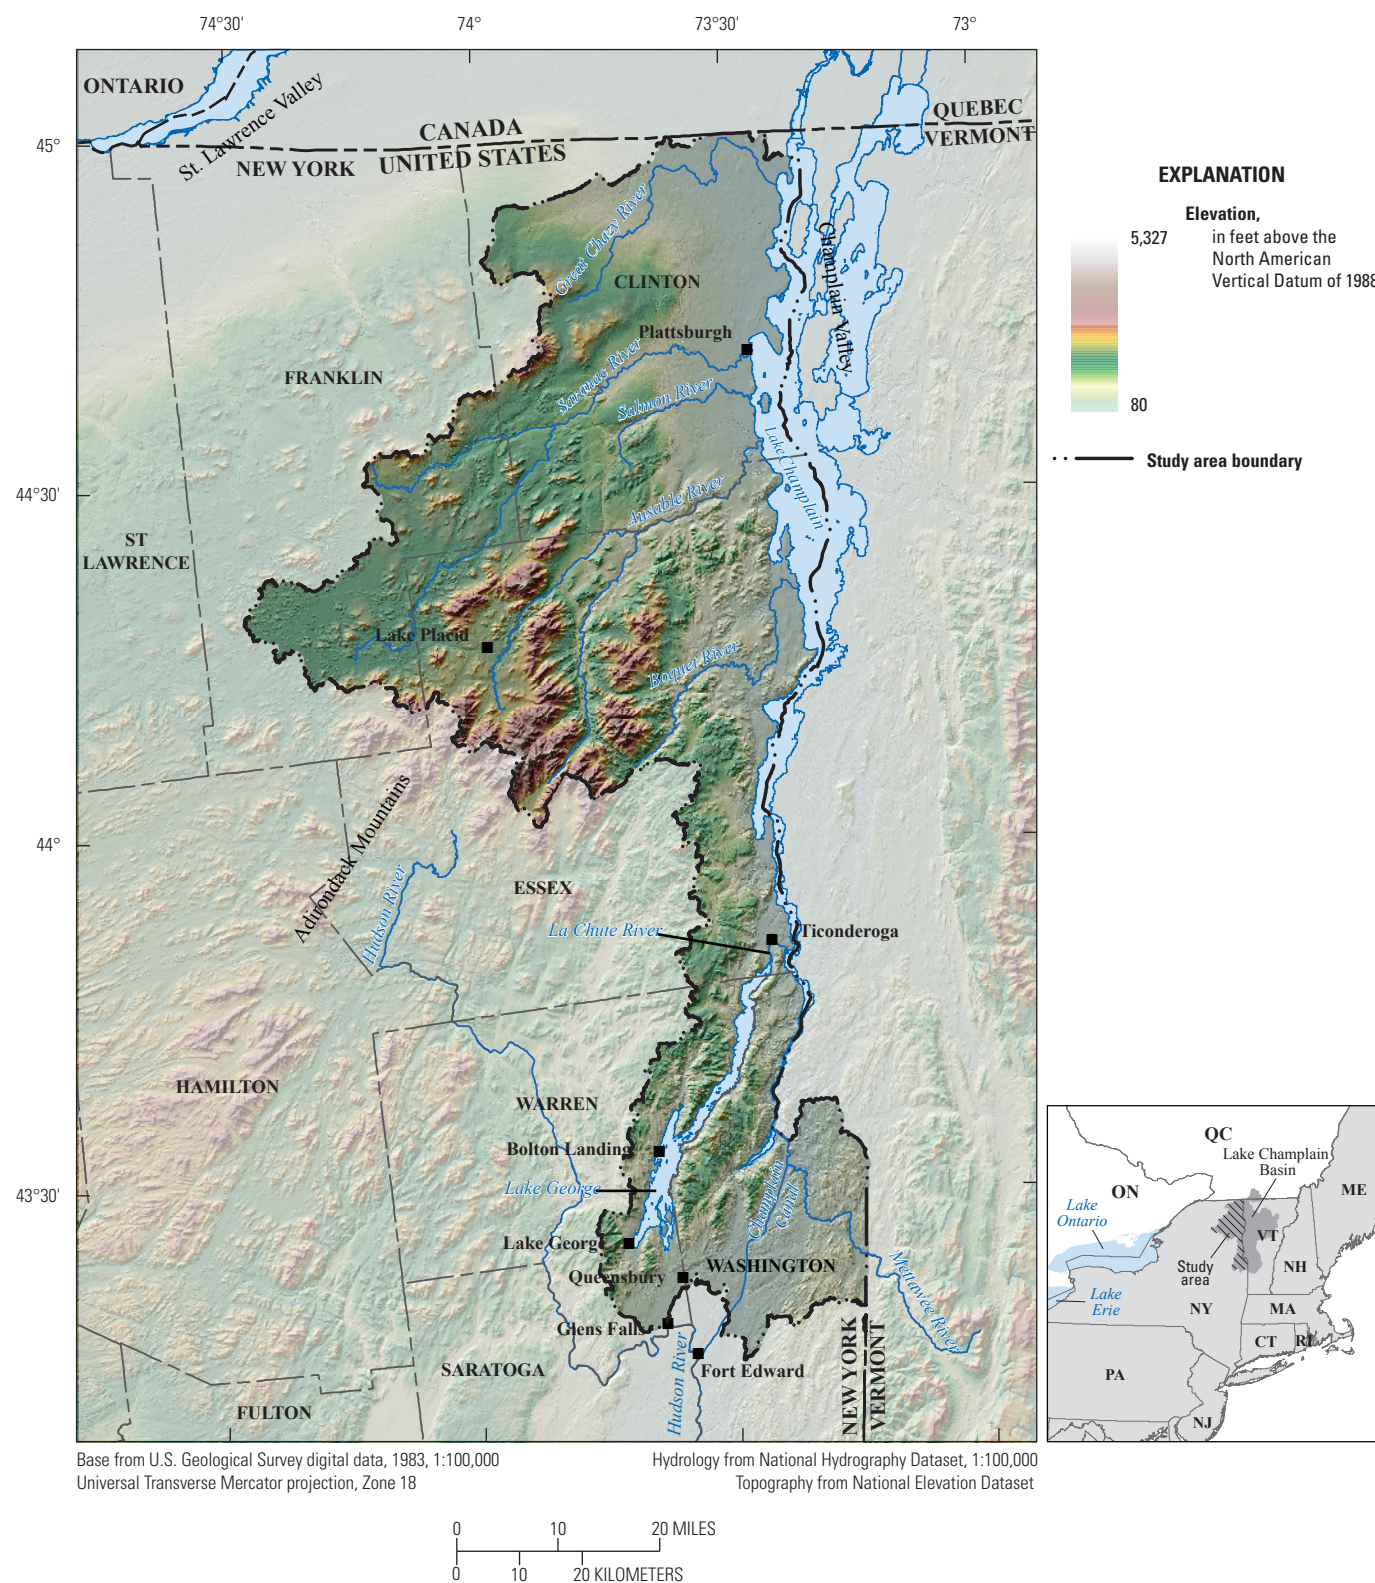 74°30'
74°
73°30'
73°
ONTARIO
St. Lawrence Valley
CANADA
QUEBEC
VERMONT
45°
NEW YORK
UNITED STATES
Great Chazy River
CLINTON
Champlain Valley
Plattsburgh
FRANKLIN
Saranac River
Salmon River
Lake Champlain
44°30'
Ausable River
ST
LAWRENCE
Lake Placid
Boquet River
Adirondack Mountains
44°
Hudson River
ESSEX
La Chute River
Ticonderoga
HAMILTON
WARREN
Bolton Landing
Lake George
43°30'
Champlain
Canal
Lake George
Queensbury
WASHINGTON
Mettawee River
Glens Falls
Hudson River
Fort Edward
SARATOGA
NEW YORK
VERMONT
FULTON
EXPLANATION
Elevation,
in feet above the
North American
Vertical Datum of 1988
5,327
80
Study area boundary
QC
Lake Champlain
Basin
ON
ME
Lake
Ontario
VT
Study
area
NH
Lake
Erie
NY
MA
CT
RI
PA
NJ
Base from U.S. Geological Survey digital data, 1983, 1:100,000
Universal Transverse Mercator projection, Zone 18
Hydrology from National Hydrography Dataset, 1:100,000
Topography from National Elevation Dataset
0 10 20 MILES
0 10 20 KILOMETERS